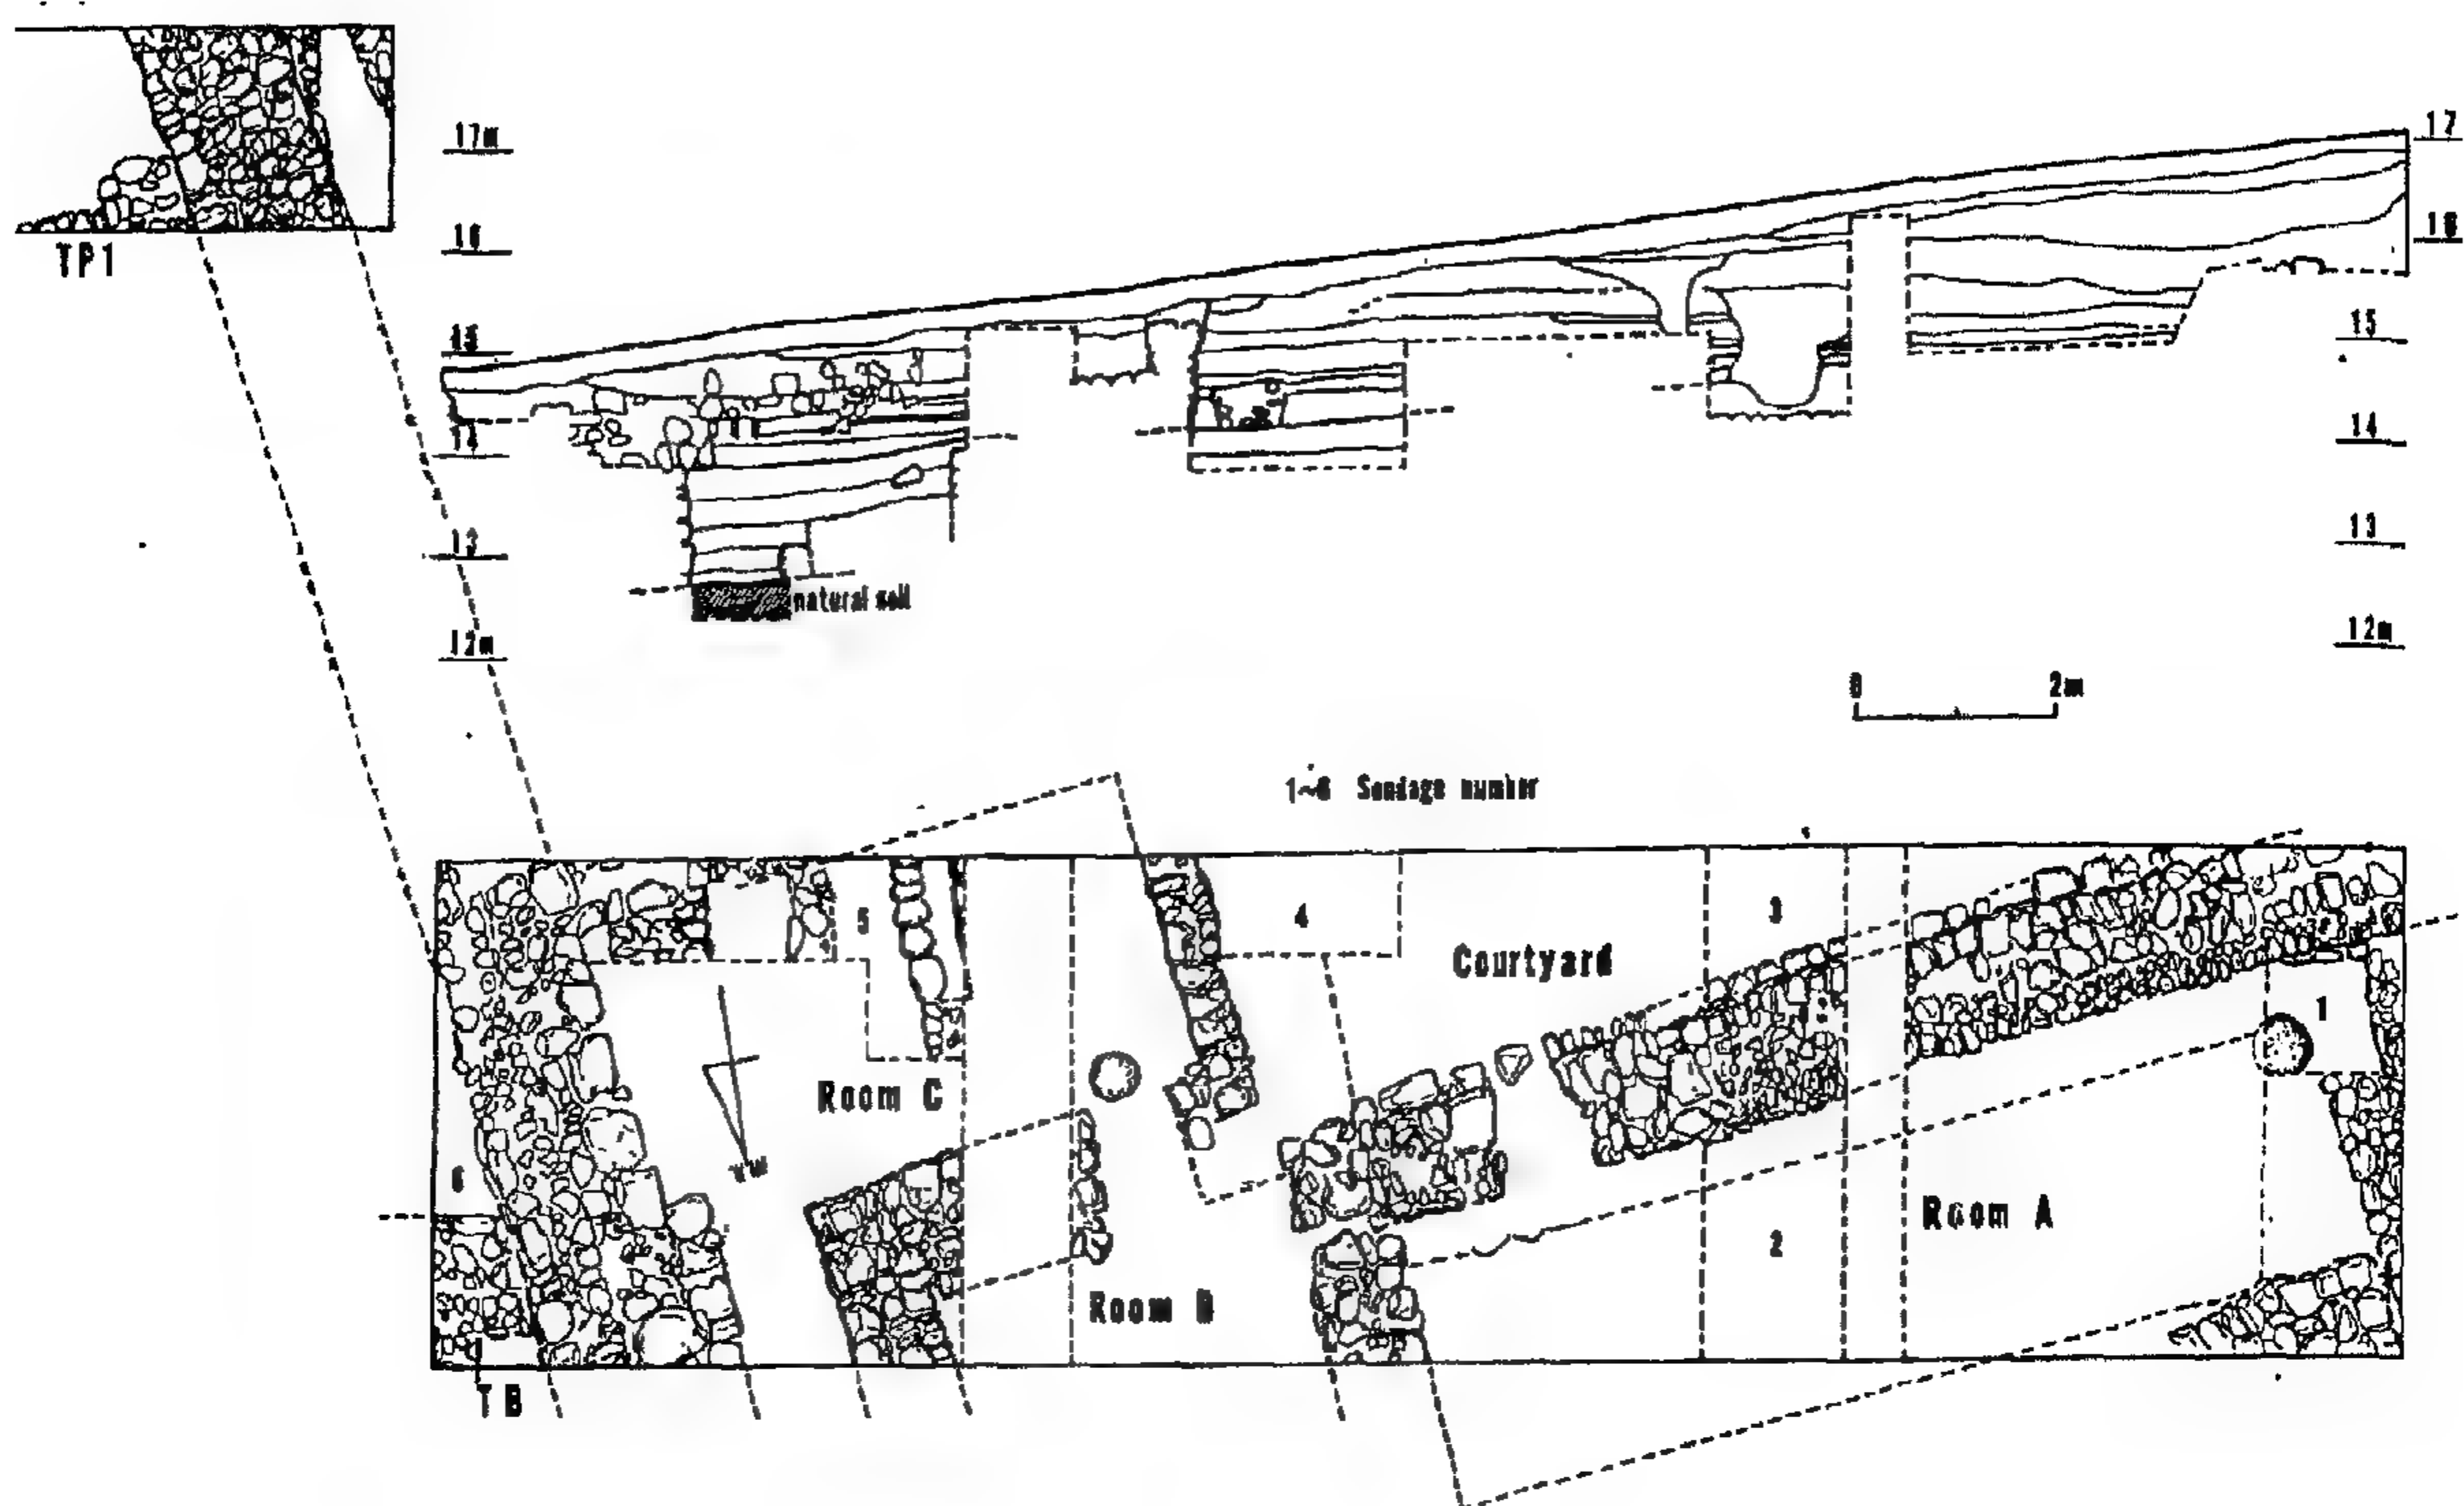 TP1
17m
17
16
16
15
15
14
14
13
13
natural soil
12m
12m
0 2m
1~6 Sondage number
5
4
3
Courtyard
1
Room C
6
Room A
2
Room B
TB